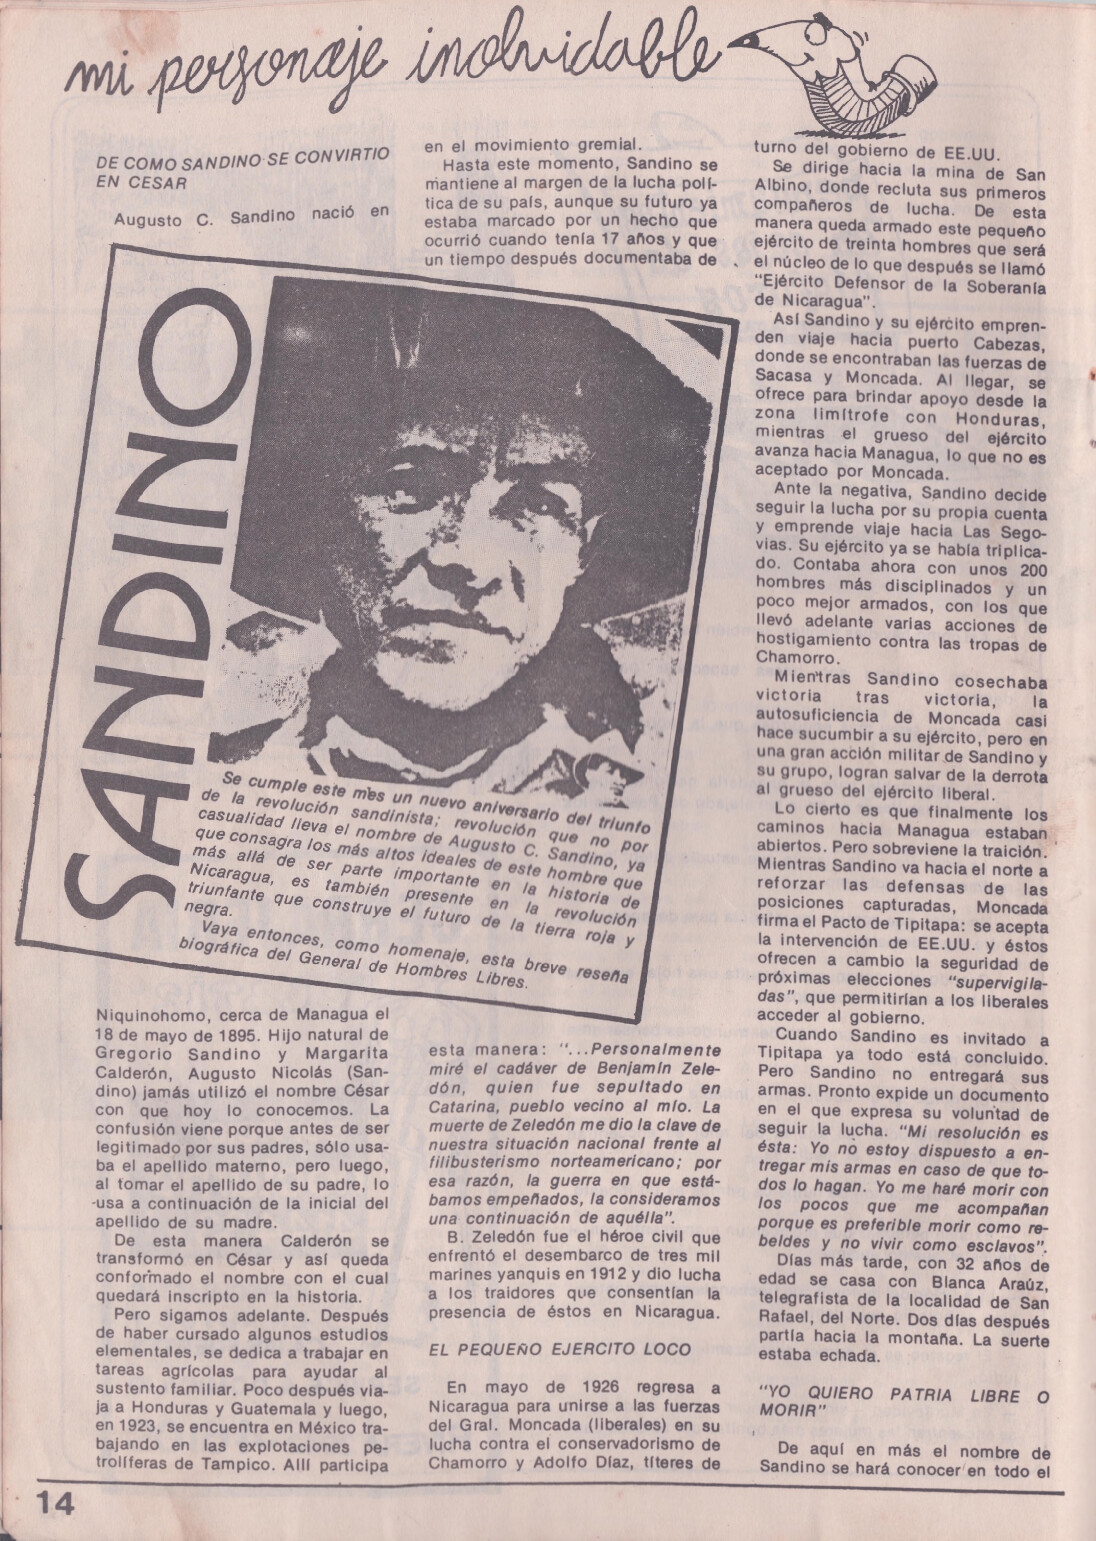 mi personaje inolvidable
DE COMO SANDINO SE CONVIRTIO
EN CESAR
Augusto C. Sandino nació en
SANDINO
Se cumple este mes un nuevo aniversario del triunfo
de la revolución sandinista; revolución que no por
casualidad lleva el nombre de Augusto C. Sandino, ya
que consagra los más altos ideales de este hombre que
más allá de ser parte importante en la historia de
Nicaragua, es también presente en la revolución
triunfante que construye el futuro de la tierra roja y
negra.
Vaya entonces, como homenaje, esta breve reseña
biográfica del General de Hombres Libres.
Niquinohomo, cerca de Managua el
18 de mayo de 1895. Hijo natural de
Gregorio Sandino y Margarita
Calderón, Augusto Nicolás (San-
dino) jamás utilizó el nombre César
con que hoy lo conocemos. La
confusión viene porque antes de ser
legitimado por sus padres, sólo usa-
ba el apellido materno, pero luego,
al tomar el apellido de su padre, lo
usa a continuación de la inicial del
apellido de su madre.
De esta manera Calderón se
transformó en César y así queda
conformado el nombre con el cual
quedará inscripto en la historia.
Pero sigamos adelante. Después
de haber cursado algunos estudios
elementales, se dedica a trabajar en
tareas agrícolas para ayudar al
sustento familiar. Poco después via-
ja a Honduras y Guatemala y luego,
en 1923, se encuentra en México tra-
bajando en las explotaciones pe-
trolíferas de Tampico. Allí participa
en el movimiento gremial.
Hasta este momento, Sandino se
mantiene al margen de la lucha polí-
tica de su país, aunque su futuro ya
estaba marcado por un hecho que
ocurrió cuando tenía 17 años y que
un tiempo después documentaba de
esta manera: "...Personalmente
miré el cadáver de Benjamín Zele-
dón, quien fue sepultado en
Catarina, pueblo vecino al mío. La
muerte de Zeledón me dio la clave de
nuestra situación nacional frente al
filibusterismo norteamericano; por
esa razón, la guerra en que está-
bamos empeñados, la consideramos
una continuación de aquélla".
B. Zeledón fue el héroe civil que
enfrentó el desembarco de tres mil
marines yanquis en 1912 y dio lucha
a los traidores que consentían la
presencia de éstos en Nicaragua.
EL PEQUEÑO EJERCITO LOCO
En mayo de 1926 regresa a
Nicaragua para unirse a las fuerzas
del Gral. Moncada (liberales) en su
lucha contra el conservadorismo de
Chamorro y Adolfo Díaz, títeres de
turno del gobierno de EE.UU.
Se dirige hacia la mina de San
Albino, donde recluta sus primeros
compañeros de lucha. De esta
manera queda armado este pequeño
ejército de treinta hombres que será
el núcleo de lo que después se llamó
"Ejército Defensor de la Soberanía
de Nicaragua".
Así Sandino y su ejército empren-
den viaje hacia puerto Cabezas,
donde se encontraban las fuerzas de
Sacasa y Moncada. Al llegar, se
ofrece para brindar apoyo desde la
zona limítrofe con Honduras,
mientras el grueso del ejército
avanza hacia Managua, lo que no es
aceptado por Moncada.
Ante la negativa, Sandino decide
seguir la lucha por su propia cuenta
y emprende viaje hacia Las Sego-
vias. Su ejército ya se había triplica-
do. Contaba ahora con unos 200
hombres más disciplinados y un
poco mejor armados, con los que
llevó adelante varias acciones de
hostigamiento contra las tropas de
Chamorro.
Mientras Sandino cosechaba
victoria tras victoria, la
autosuficiencia de Moncada casi
hace sucumbir a su ejército, pero en
una gran acción militar de Sandino y
su grupo, logran salvar de la derrota
al grueso del ejército liberal.
Lo cierto es que finalmente los
caminos hacia Managua estaban
abiertos. Pero sobreviene la traición.
Mientras Sandino va hacia el norte a
reforzar las defensas de las
posiciones capturadas, Moncada
firma el Pacto de Tipitapa: se acepta
la intervención de EE.UU. y éstos
ofrecen a cambio la seguridad de
próximas elecciones "supervigila-
das", que permitirían a los liberales
acceder al gobierno.
Cuando Sandino es invitado a
Tipitapa ya todo está concluido.
Pero Sandino no entregará sus
armas. Pronto expide un documento
en el que expresa su voluntad de
seguir la lucha. "Mi resolución es
ésta: Yo no estoy dispuesto a en-
tregar mis armas en caso de que to-
dos lo hagan. Yo me haré morir con
los pocos que me acompañan
porque es preferible morir como re-
beldes y no vivir como esclavos".
Días más tarde, con 32 años de
edad se casa con Blanca Araúz,
telegrafista de la localidad de San
Rafael, del Norte. Dos días después
partía hacia la montaña. La suerte
estaba echada.
"YO QUIERO PATRIA LIBRE O
MORIR"
De aquí en más el nombre de
Sandino se hará conocer en todo el
14